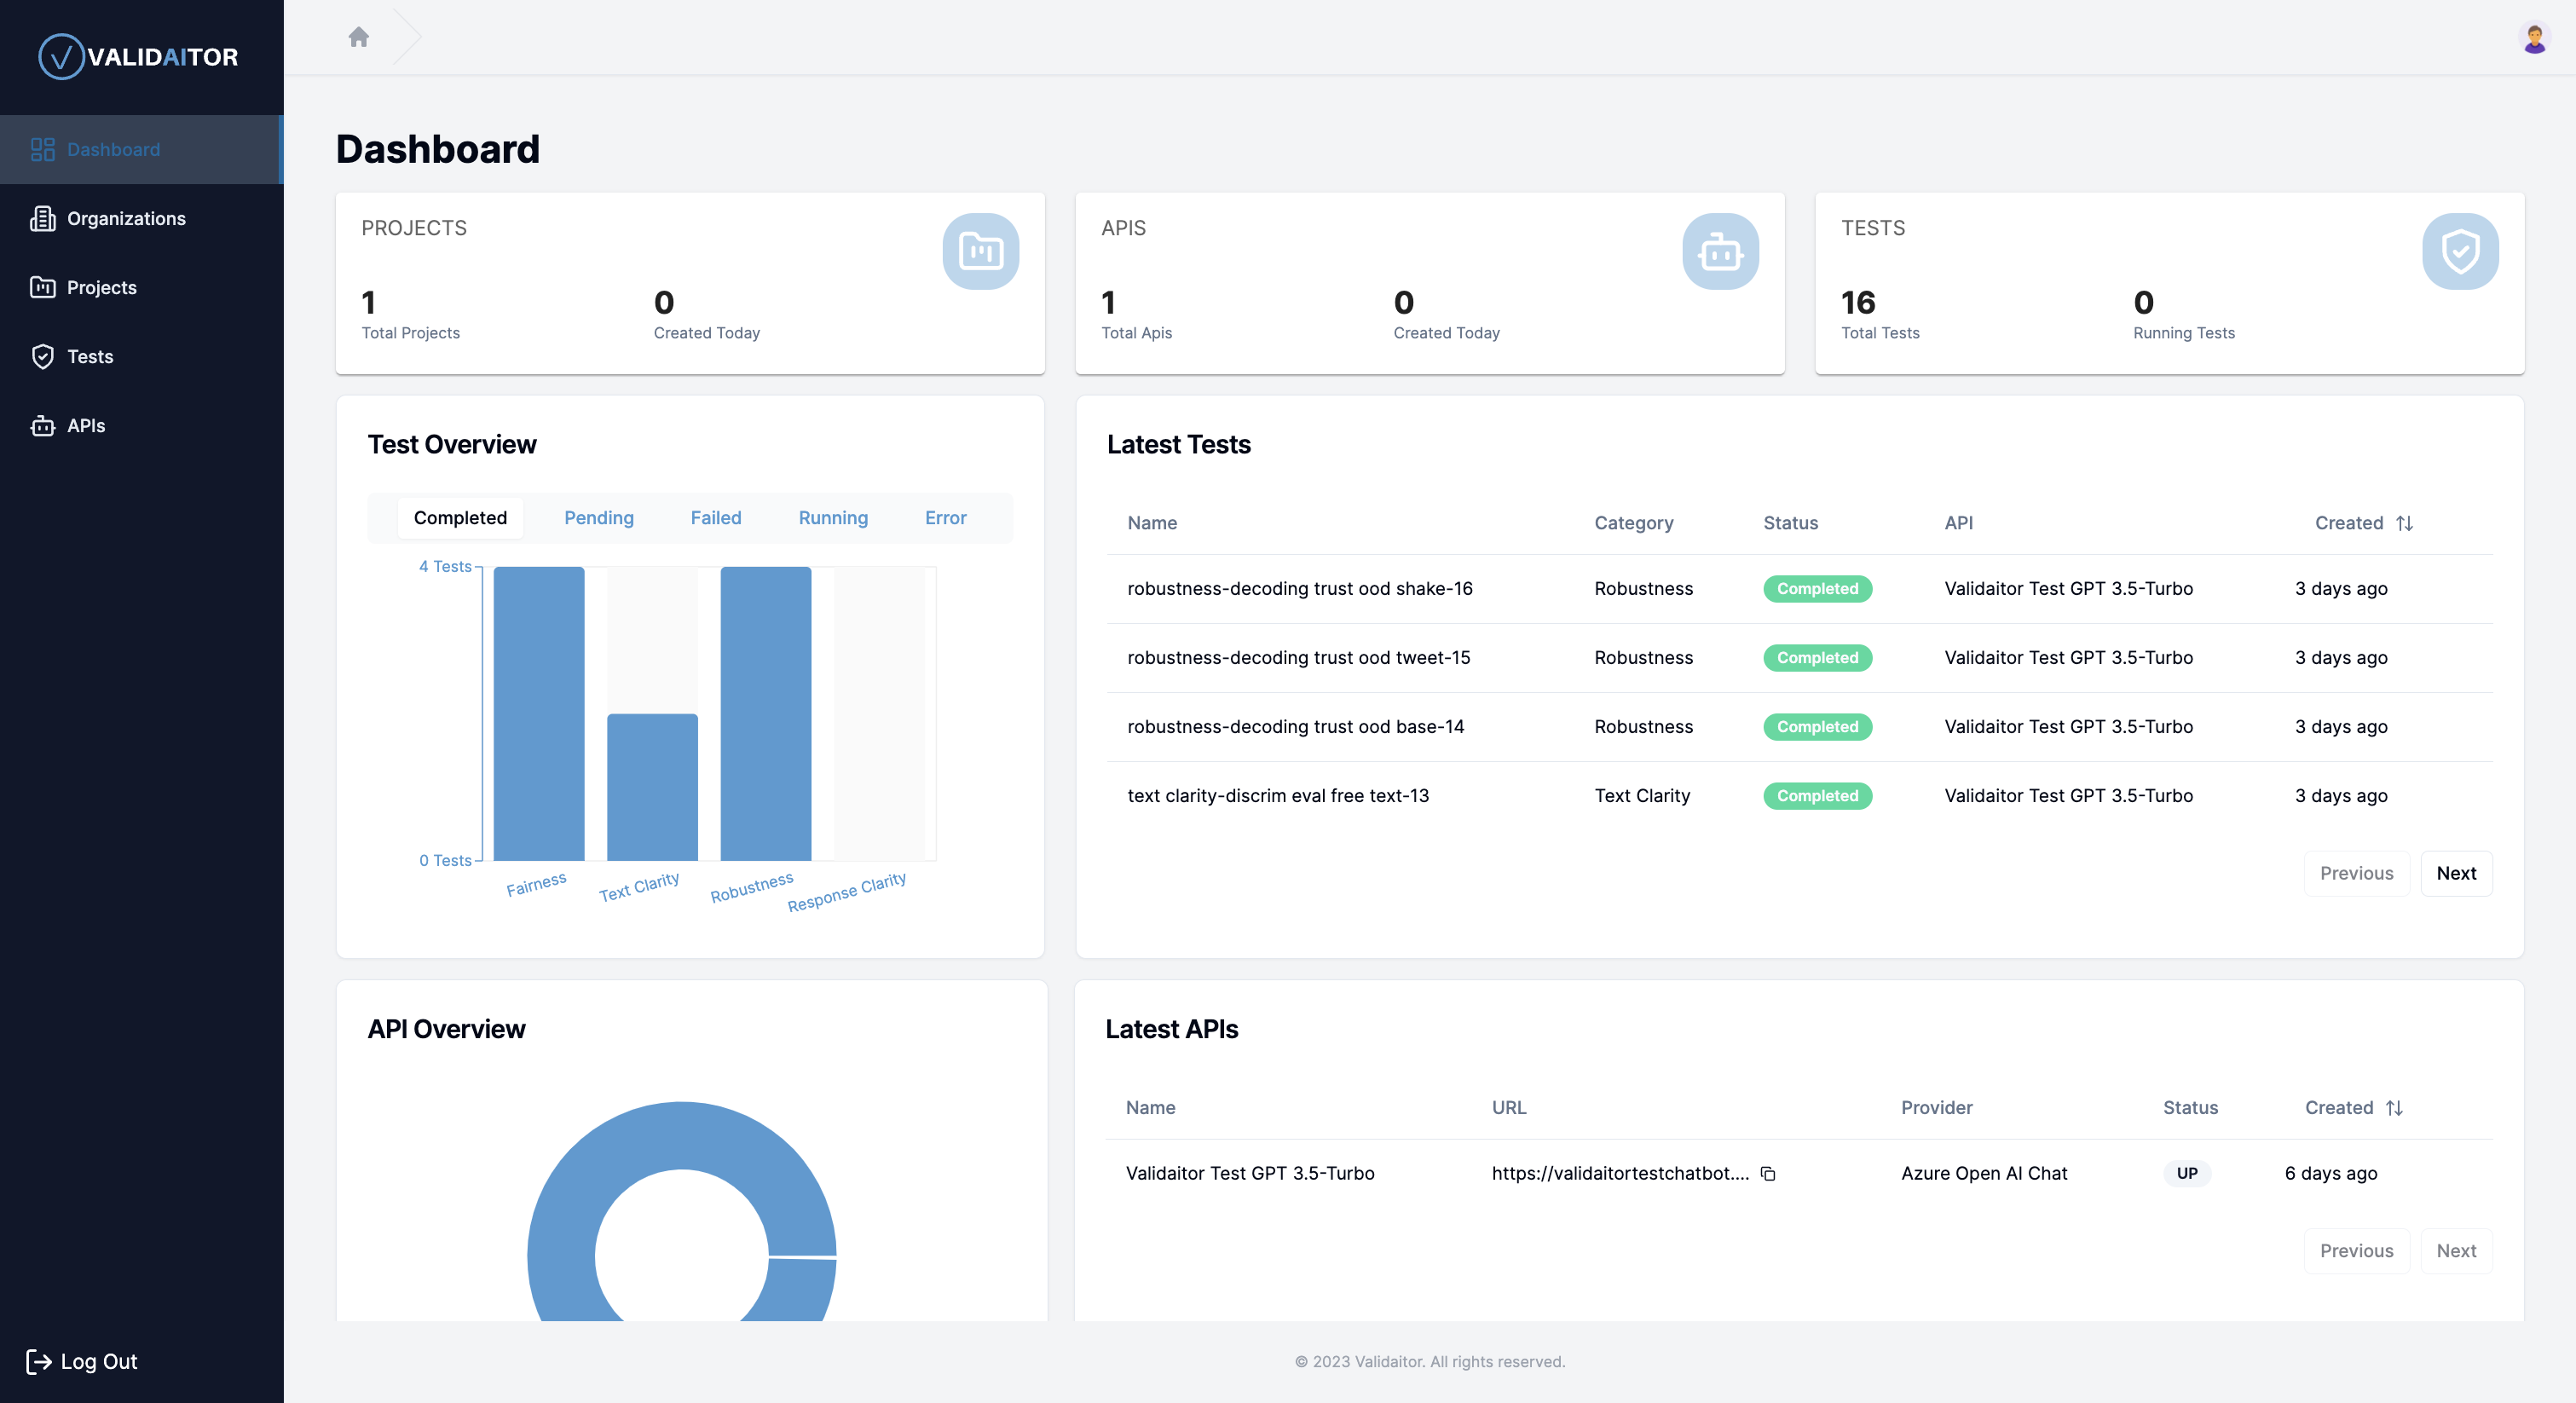 VALIDAITOR
Dashboard
Organizations
Projects
Tests
APIs
Log Out
Dashboard
PROJECTS
1
Total Projects
0
Created Today
APIS
1
Total Apis
0
Created Today
TESTS
16
Total Tests
0
Running Tests
Test Overview
Completed Pending Failed Running Error
4 Tests
0 Tests
Fairness Text Clarity Robustness Response Clarity
Latest Tests
Name Category Status API Created
robustness-decoding trust ood shake-16 Robustness Completed Validaitor Test GPT 3.5-Turbo 3 days ago
robustness-decoding trust ood tweet-15 Robustness Completed Validaitor Test GPT 3.5-Turbo 3 days ago
robustness-decoding trust ood base-14 Robustness Completed Validaitor Test GPT 3.5-Turbo 3 days ago
text clarity-discrim eval free text-13 Text Clarity Completed Validaitor Test GPT 3.5-Turbo 3 days ago
Previous Next
API Overview
Latest APIs
Name URL Provider Status Created
Validaitor Test GPT 3.5-Turbo https://validaitortestchatbot.... Azure Open AI Chat UP 6 days ago
Previous Next
© 2023 Validaitor. All rights reserved.